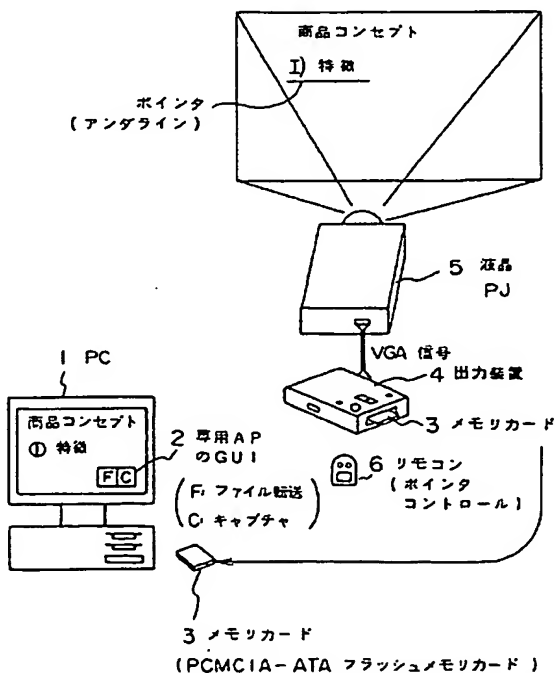 商品コンセプト
I) 特徴
ポインタ
(アンダライン)
5 液晶
PJ
VGA 信号
4 出力装置
3 メモリカード
1 PC
商品コンセプト
① 特徴
F C
2 専用AP
のGUI
(F: ファイル転送
C: キャプチャ)
6 リモコン
(ポインタ
コントロール)
3 メモリカード
(PCMCIA-ATA フラッシュメモリカード)